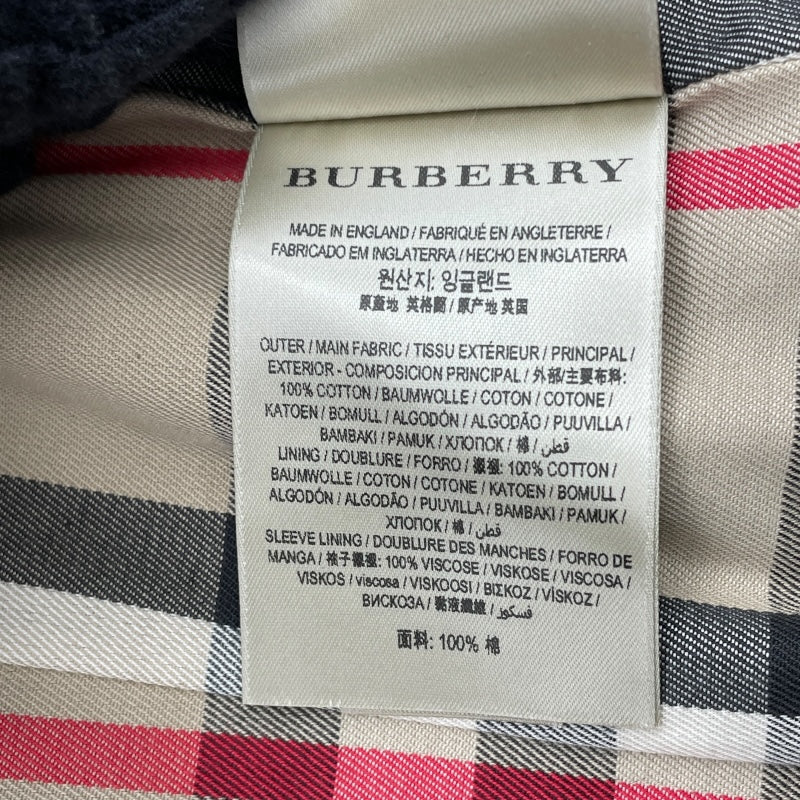 BURBERRY
MADE IN ENGLAND / FABRIQUÉ EN ANGLETERRE /
FABRICADO EM INGLATERRA / HECHO EN INGLATERRA
원산지: 잉글랜드
原產地 英格蘭 / 原产地 英国
OUTER / MAIN FABRIC / TISSU EXTÉRIEUR / PRINCIPAL /
EXTERIOR - COMPOSICION PRINCIPAL / 外部/主要布料:
100% COTTON / BAUMWOLLE / COTON / COTONE /
KATOEN / BOMULL / ALGODÓN / ALGODÃO / PUUVILLA /
BAMBAKI / PAMUK / ХЛОПОК / 棉 / قطن
LINING / DOUBLURE / FORRO / 襯裡: 100% COTTON /
BAUMWOLLE / COTON / COTONE / KATOEN / BOMULL /
ALGODÓN / ALGODÃO / PUUVILLA / BAMBAKI / PAMUK /
ХЛОПОК / 棉 / قطن
SLEEVE LINING / DOUBLURE DES MANCHES / FORRO DE
MANGA / 袖子襯裡: 100% VISCOSE / VISKOSE / VISCOSA /
VISKOS / viscosa / VISKOOSI / ΒΙΣΚΟΖ / VİSKOZ /
ВИСКОЗА / 黏液纖維 / فسكوز
面料: 100% 棉